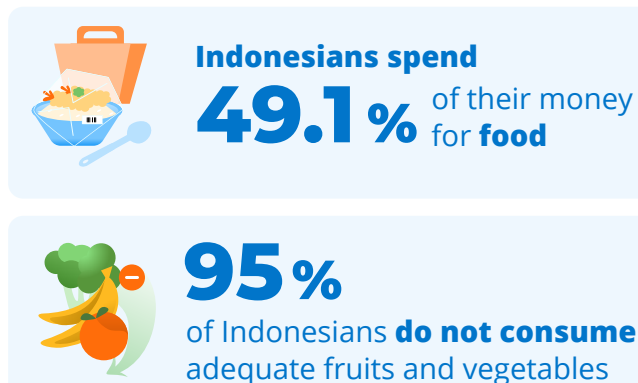 Indonesians spend
49.1% of their money
for food
95%
of Indonesians do not consume
adequate fruits and vegetables